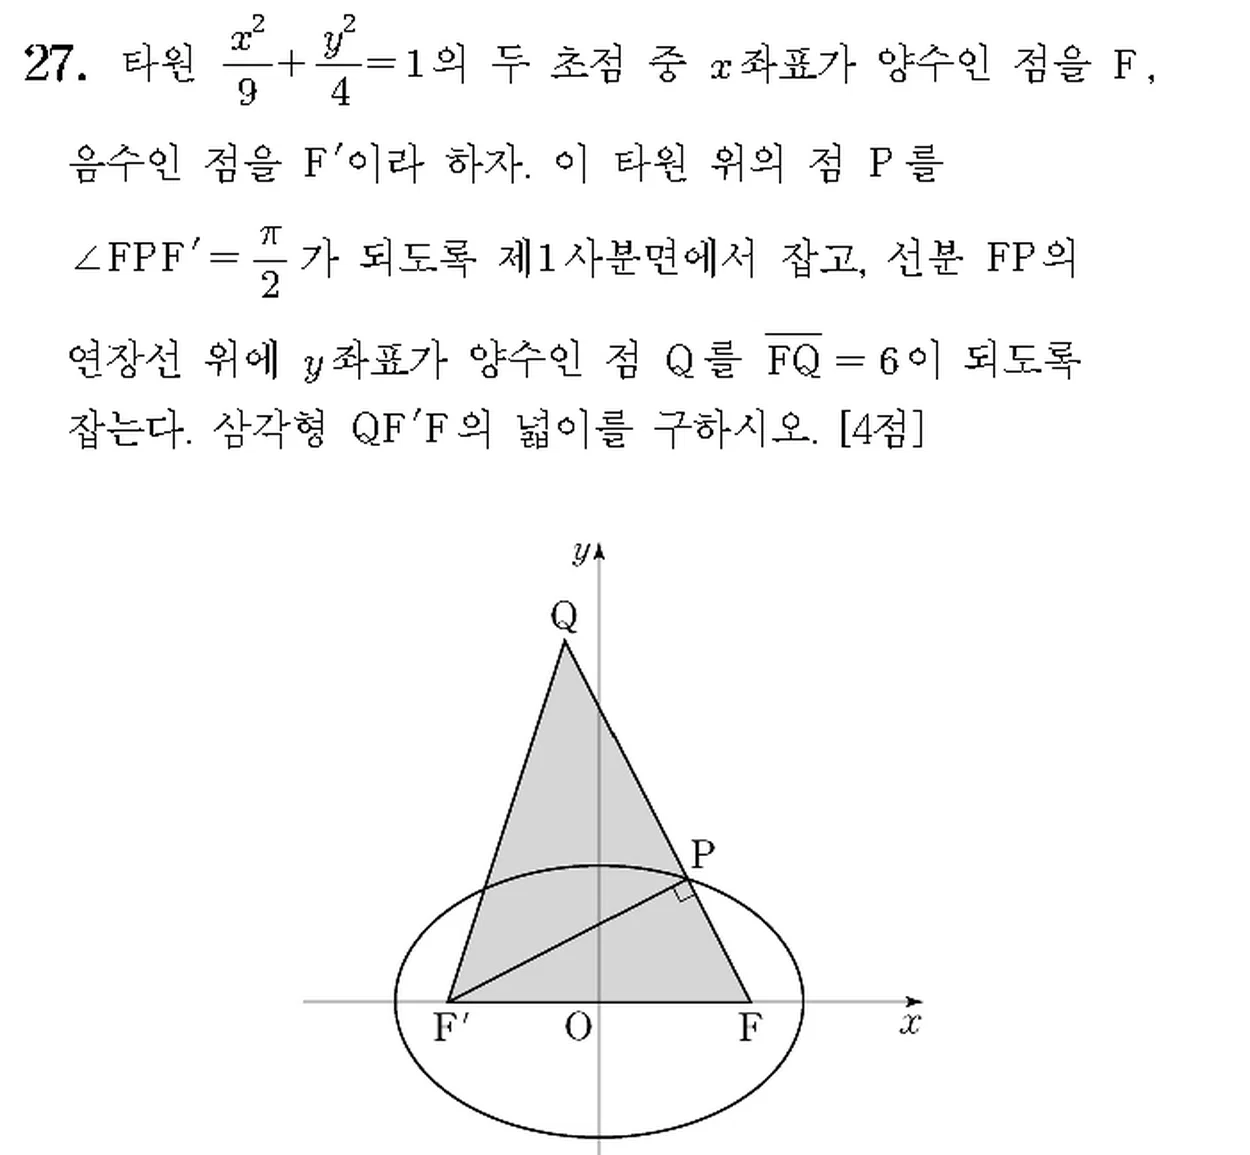 27. 타원 x²/9 + y²/4 = 1의 두 초점 중 x좌표가 양수인 점을 F,
음수인 점을 F′이라 하자. 이 타원 위의 점 P를
∠FPF′ = π/2 가 되도록 제1사분면에서 잡고, 선분 FP의
연장선 위에 y좌표가 양수인 점 Q를 F̅Q̅ = 6이 되도록
잡는다. 삼각형 QF′F의 넓이를 구하시오. [4점]
y
Q
P
F′
O
F
x